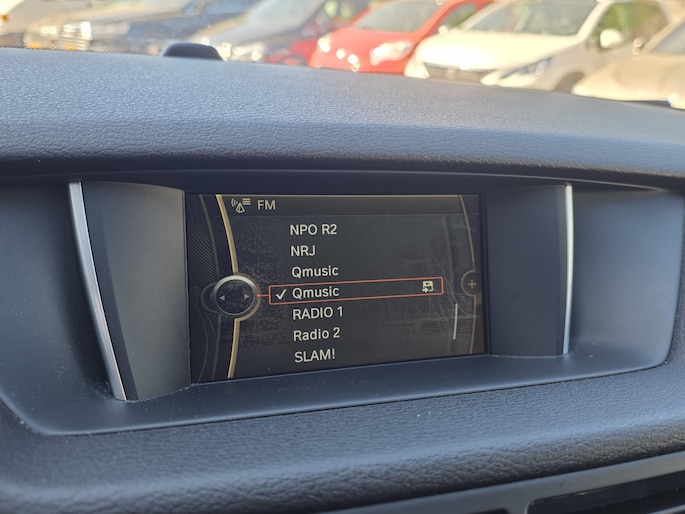 FM
NPO R2
NRJ
Qmusic
Qmusic
RADIO 1
Radio 2
SLAM!